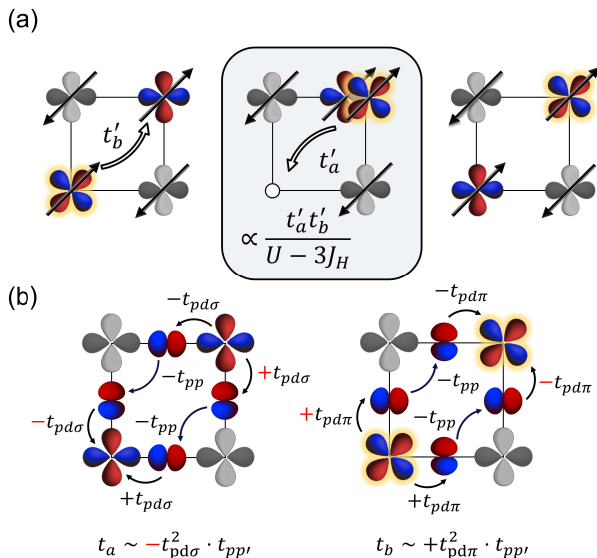 (a)
t′_b
t′_a
∝ t′_a t′_b / U − 3J_H
(b)
−t_pdσ
−t_pdπ
−t_pp
+t_pdσ
−t_pp
−t_pdπ
−t_pdσ
−t_pp
+t_pdπ
−t_pp
+t_pdσ
+t_pdπ
t_a ~ −t²_pdσ · t_pp′
t_b ~ +t²_pdπ · t_pp′